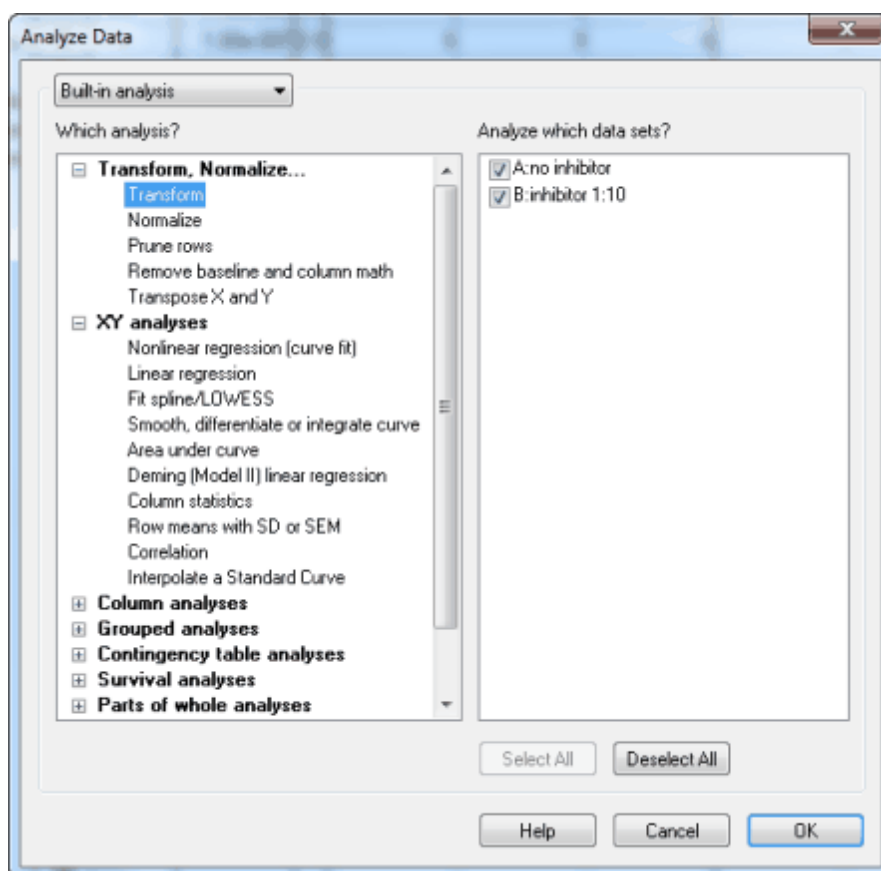 Analyze Data
Built-in analysis
Which analysis?
Analyze which data sets?
Transform, Normalize...
Transform
Normalize
Prune rows
Remove baseline and column math
Transpose X and Y
XY analyses
Nonlinear regression (curve fit)
Linear regression
Fit spline/LOWESS
Smooth, differentiate or integrate curve
Area under curve
Deming (Model II) linear regression
Column statistics
Row means with SD or SEM
Correlation
Interpolate a Standard Curve
Column analyses
Grouped analyses
Contingency table analyses
Survival analyses
Parts of whole analyses
A:no inhibitor
B:inhibitor 1:10
Select All
Deselect All
Help
Cancel
OK